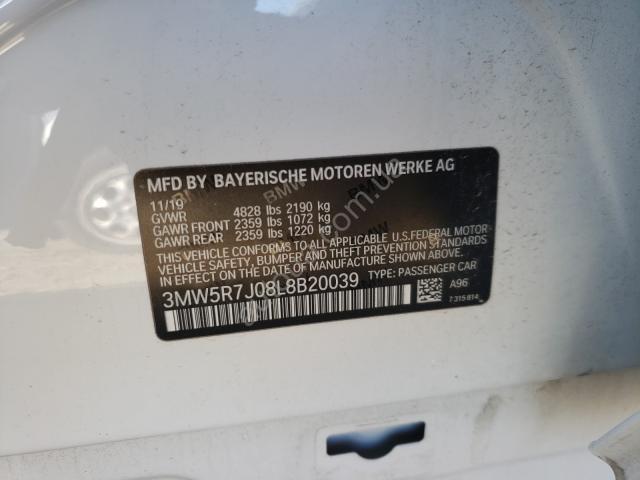 MFD BY BAYERISCHE MOTOREN WERKE AG
11/19
GVWR 4828 lbs 2190 kg
GAWR FRONT 2359 lbs 1072 kg
GAWR REAR 2359 lbs 1220 kg
THIS VEHICLE CONFORMS TO ALL APPLICABLE U.S. FEDERAL MOTOR
VEHICLE SAFETY, BUMPER, AND THEFT PREVENTION STANDARDS
IN EFFECT ON THE DATE OF MANUFACTURE SHOWN ABOVE.
3MW5R7J08L8B20039 TYPE: PASSENGER CAR
A96
7 315 814